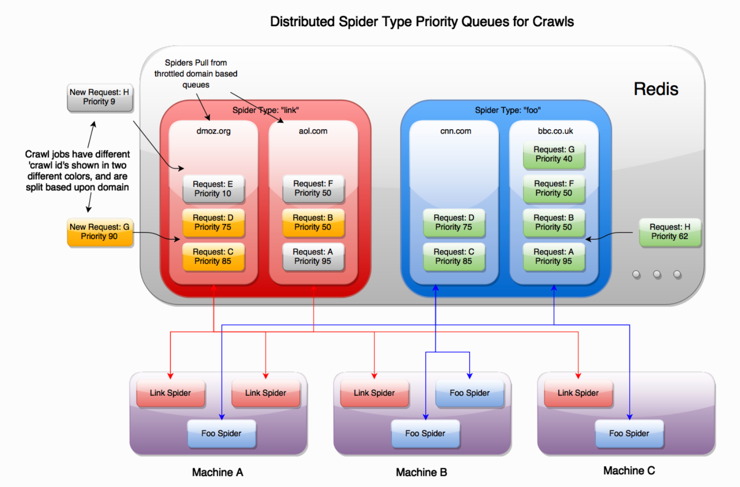 Distributed Spider Type Priority Queues for Crawls
Spiders Pull from
throttled domain based
queues
Redis
New Request: H
Priority 9
Crawl jobs have different
'crawl id's shown in two
different colors, and are
split based upon domain
New Request: G
Priority 90
Spider Type: "link"
dmoz.org
Request: E
Priority 10
Request: D
Priority 75
Request: C
Priority 85
aol.com
Request: F
Priority 50
Request: B
Priority 50
Request: A
Priority 95
Spider Type: "foo"
cnn.com
Request: D
Priority 75
Request: C
Priority 85
bbc.co.uk
Request: G
Priority 40
Request: F
Priority 50
Request: B
Priority 50
Request: A
Priority 95
Request: H
Priority 62
Link Spider
Link Spider
Foo Spider
Machine A
Link Spider
Foo Spider
Foo Spider
Machine B
Link Spider
Foo Spider
Machine C